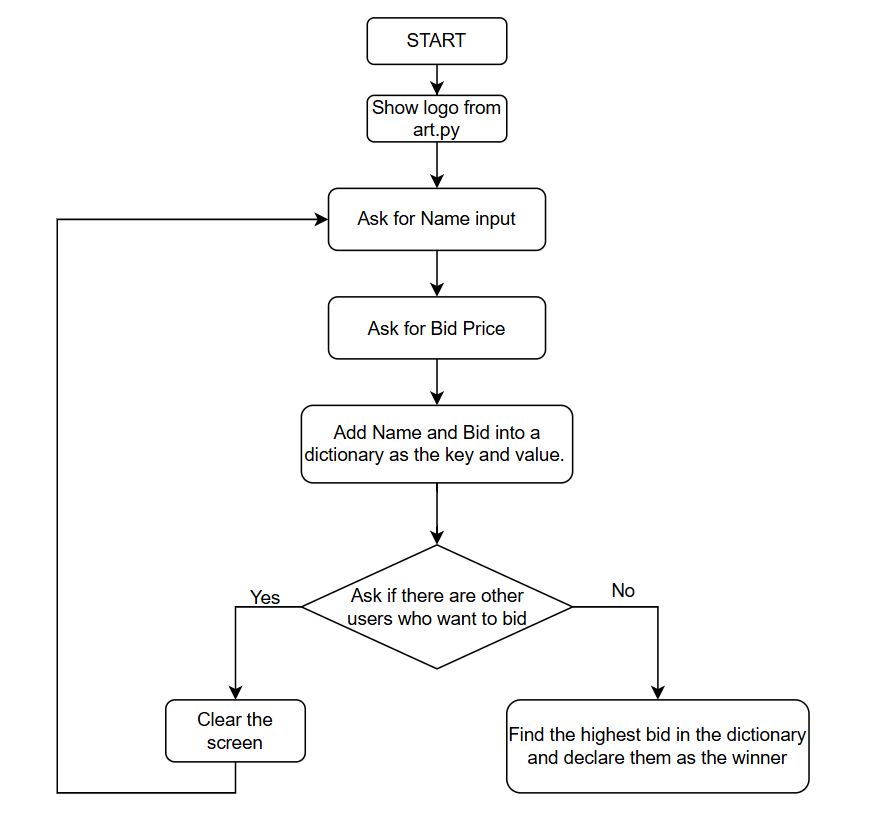 START
Show logo from
art.py
Ask for Name input
Ask for Bid Price
Add Name and Bid into a
dictionary as the key and value.
Ask if there are other
users who want to bid
Yes
No
Clear the
screen
Find the highest bid in the dictionary
and declare them as the winner